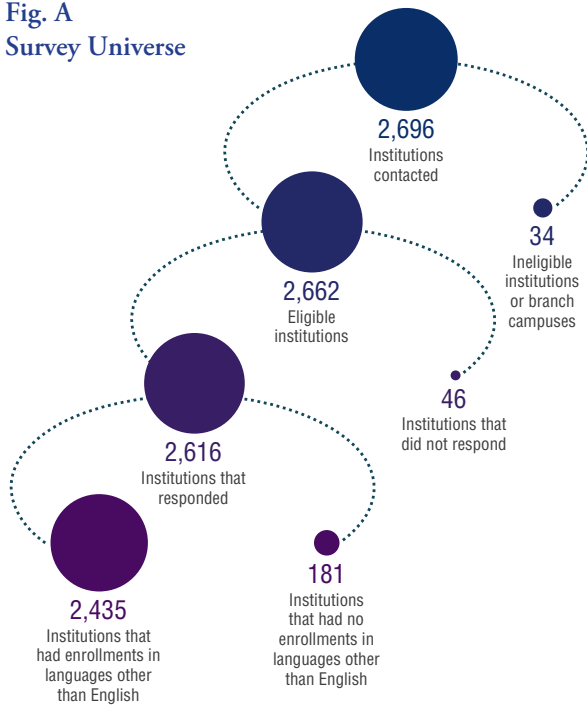 Fig. A
Survey Universe
2,696
Institutions
contacted
34
Ineligible
institutions
or branch
campuses
2,662
Eligible
institutions
46
Institutions that
did not respond
2,616
Institutions that
responded
2,435
Institutions that
had enrollments in
languages other
than English
181
Institutions
that had no
enrollments in
languages other
than English